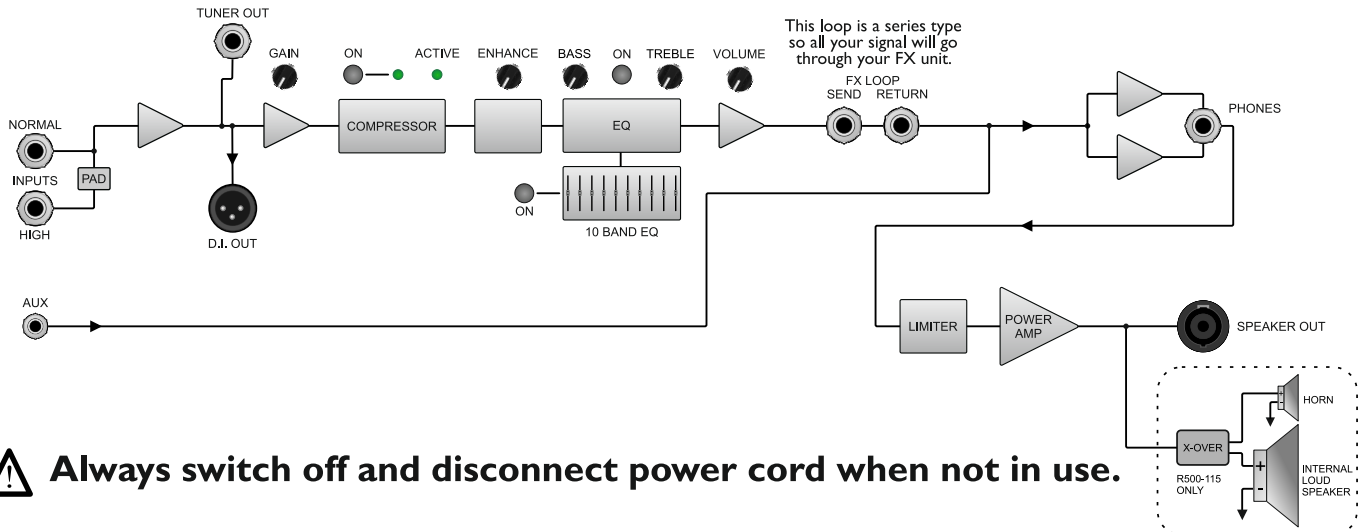 TUNER OUT
GAIN
ON
ACTIVE
ENHANCE
BASS
ON
TREBLE
VOLUME
This loop is a series type
so all your signal will go
through your FX unit.
FX LOOP
SEND
RETURN
PHONES
NORMAL
INPUTS
HIGH
PAD
COMPRESSOR
EQ
ON
10 BAND EQ
D.I. OUT
AUX
LIMITER
POWER
AMP
SPEAKER OUT
HORN
X-OVER
R500-115
ONLY
+
-
+
-
INTERNAL
LOUD
SPEAKER
! Always switch off and disconnect power cord when not in use.